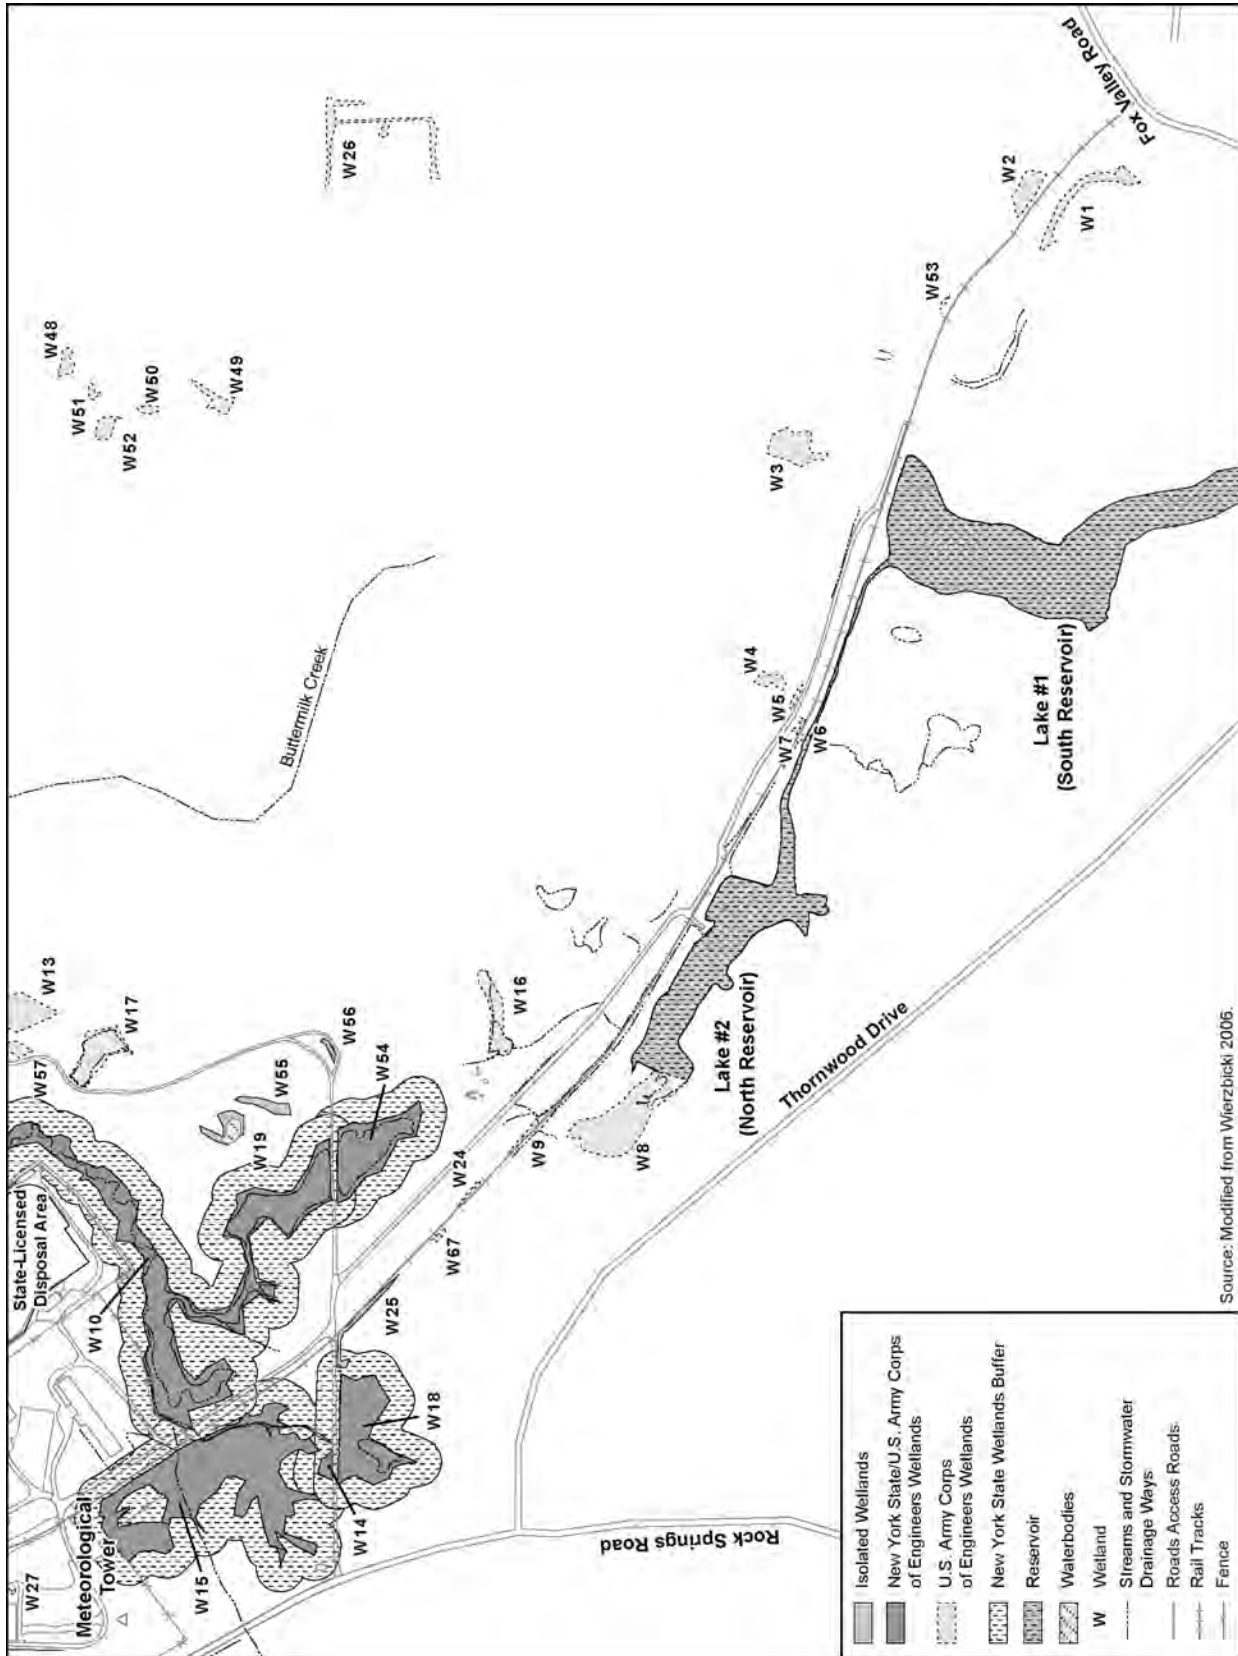 W27
Meteorological
Tower
W15
W14
W18
W25
W67
W24
W9
W8
W10
State-Licensed
Disposal Area
W57
W13
W17
W19
W55
W56
W54
W16
Rock Springs Road
Thornwood Drive
Lake #2
(North Reservoir)
Buttermilk Creek
W4
W5
W7
W6
Lake #1
(South Reservoir)
W3
W48
W51
W50
W52
W49
W26
W53
W2
W1
Fox Valley Road
Isolated Wetlands
New York State/U.S. Army Corps
of Engineers Wetlands
U.S. Army Corps
of Engineers Wetlands
New York State Wetlands Buffer
Reservoir
Waterbodies
W Wetland
Streams and Stormwater
Drainage Ways
Roads Access Roads
Rail Tracks
Fence
Source: Modified from Wierzbicki 2006.